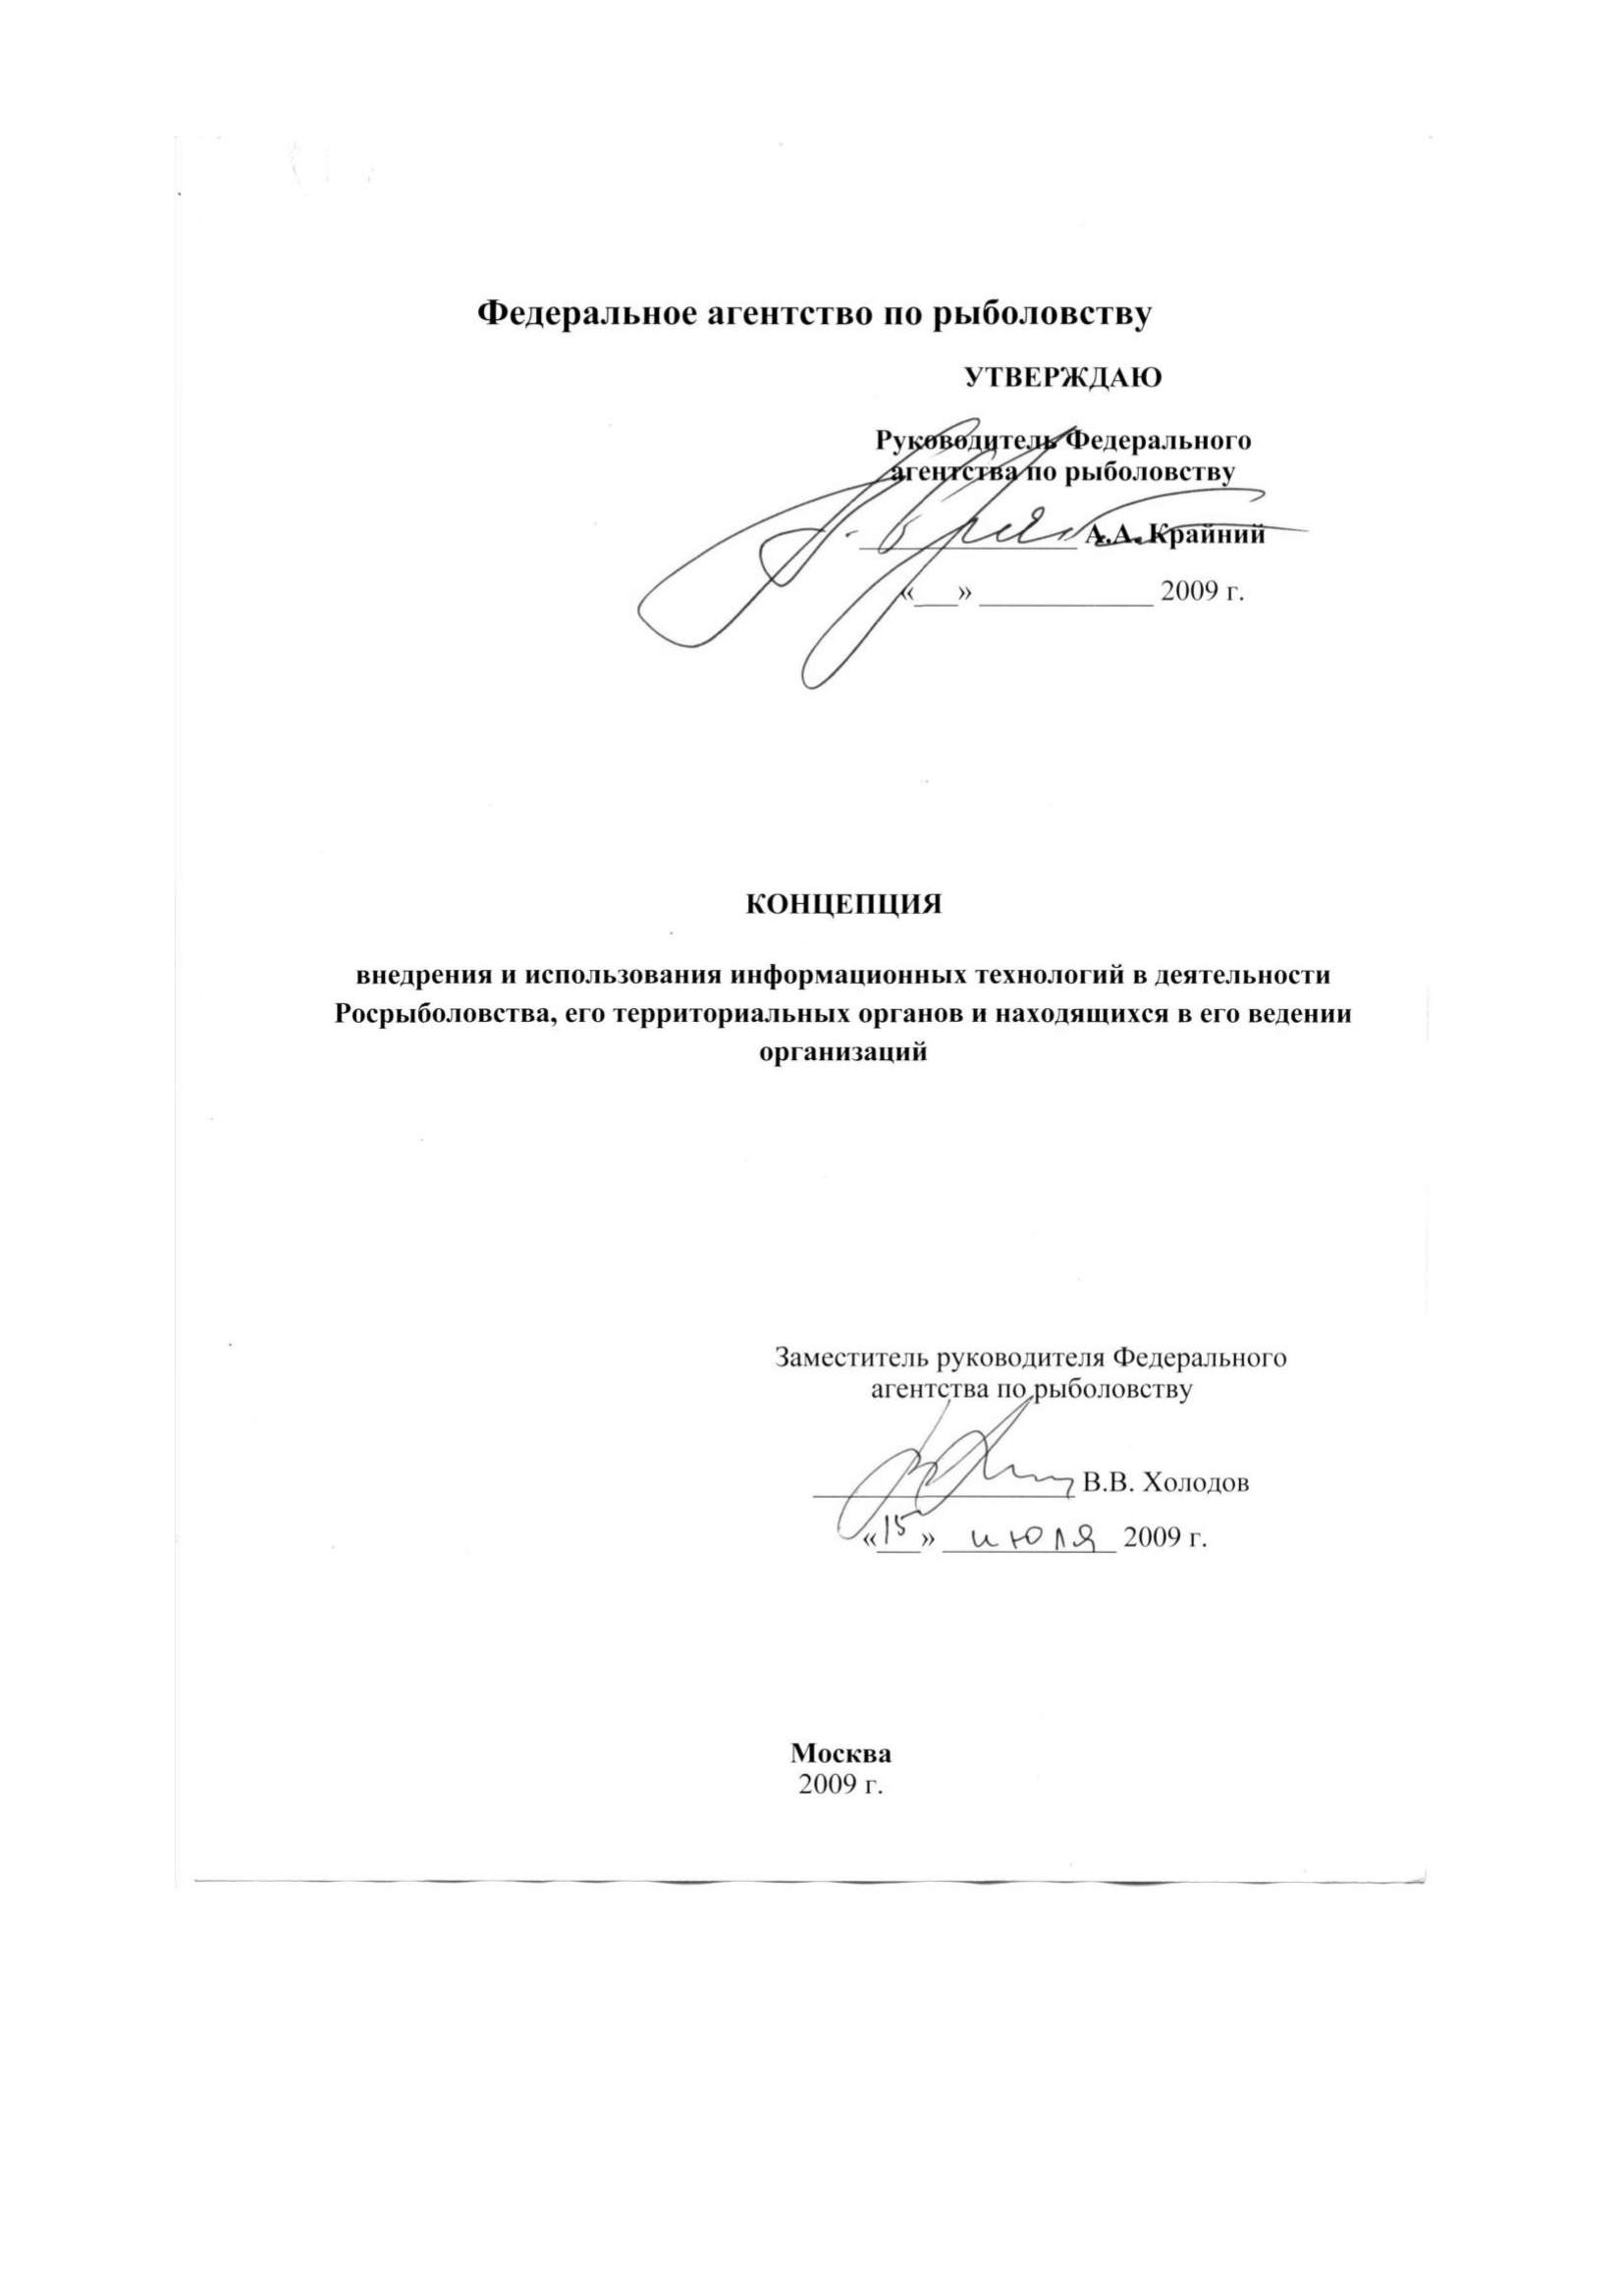 Федеральное агентство по рыболовству
УТВЕРЖДАЮ
Руководитель Федерального
агентства по рыболовству
А.А. Крайний
«___» ____________ 2009 г.
КОНЦЕПЦИЯ
внедрения и использования информационных технологий в деятельности
Росрыболовства, его территориальных органов и находящихся в его ведении
организаций
Заместитель руководителя Федерального
агентства по рыболовству
В.В. Холодов
«15» июля 2009 г.
Москва
2009 г.